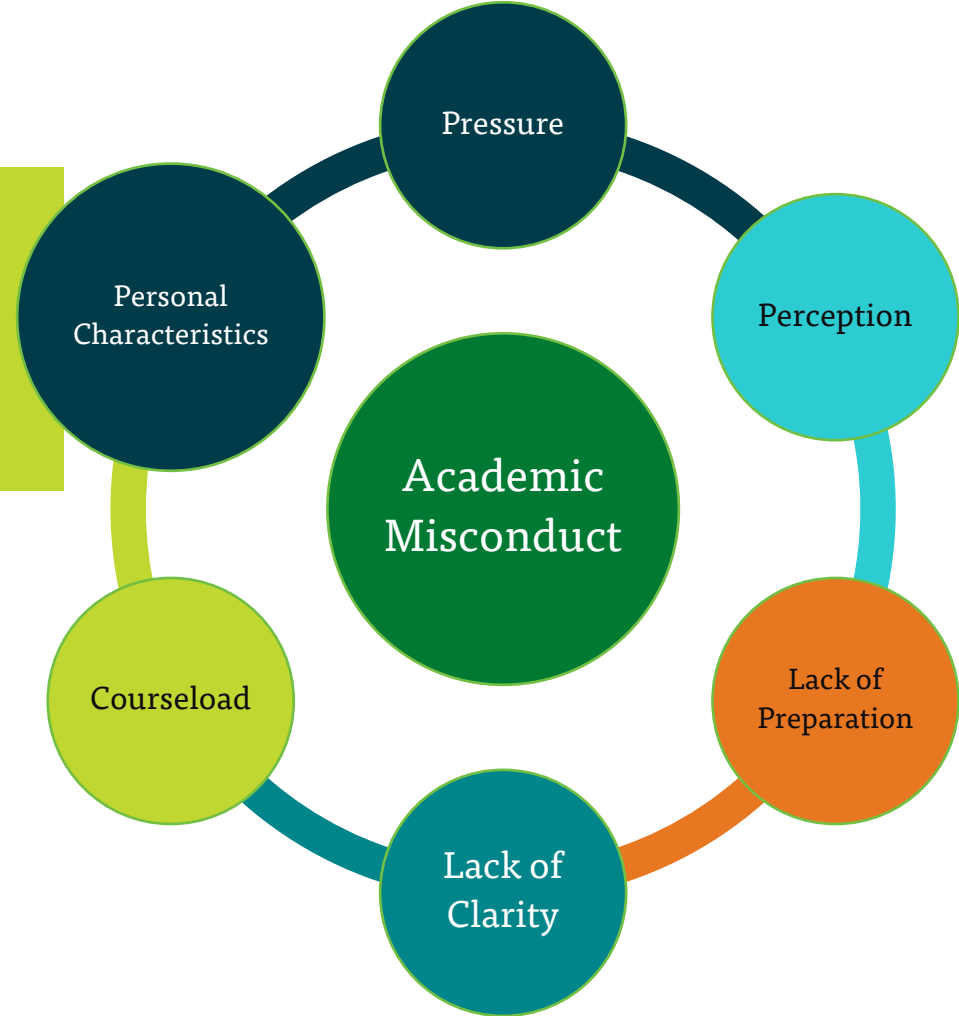 Pressure
Perception
Lack of
Preparation
Lack of
Clarity
Courseload
Personal
Characteristics
Academic
Misconduct